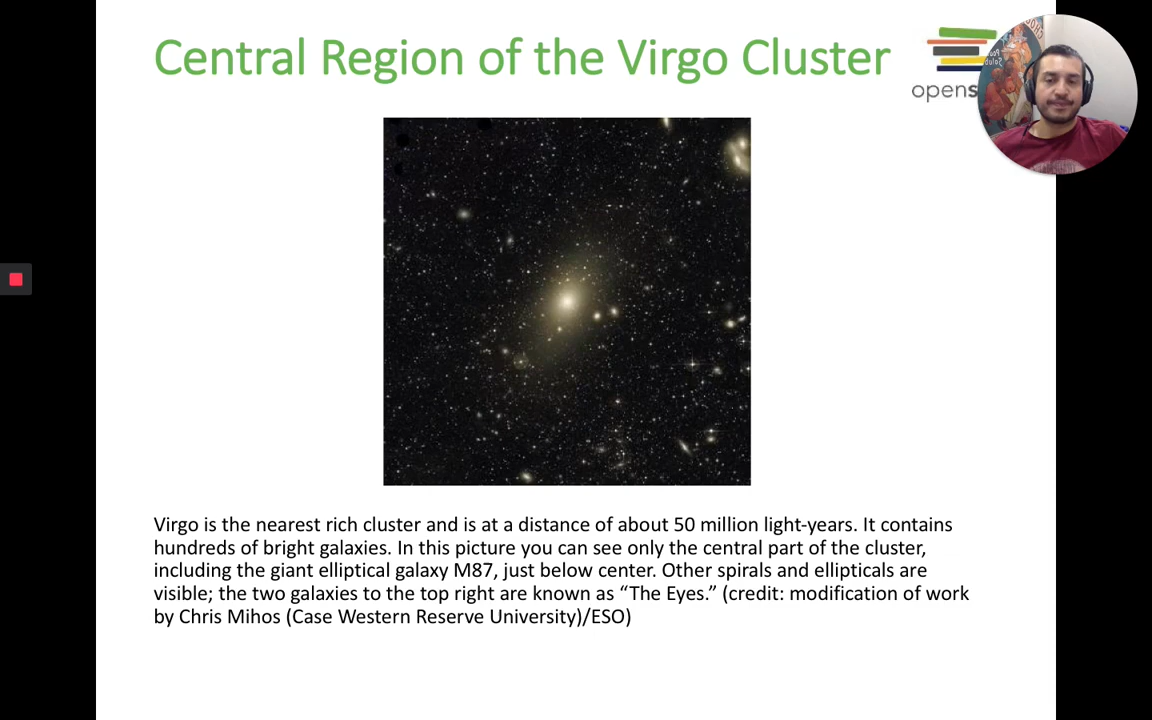 Central Region of the Virgo Cluster
opens
Virgo is the nearest rich cluster and is at a distance of about 50 million light-years. It contains
hundreds of bright galaxies. In this picture you can see only the central part of the cluster,
including the giant elliptical galaxy M87, just below center. Other spirals and ellipticals are
visible; the two galaxies to the top right are known as “The Eyes.” (credit: modification of work
by Chris Mihos (Case Western Reserve University)/ESO)